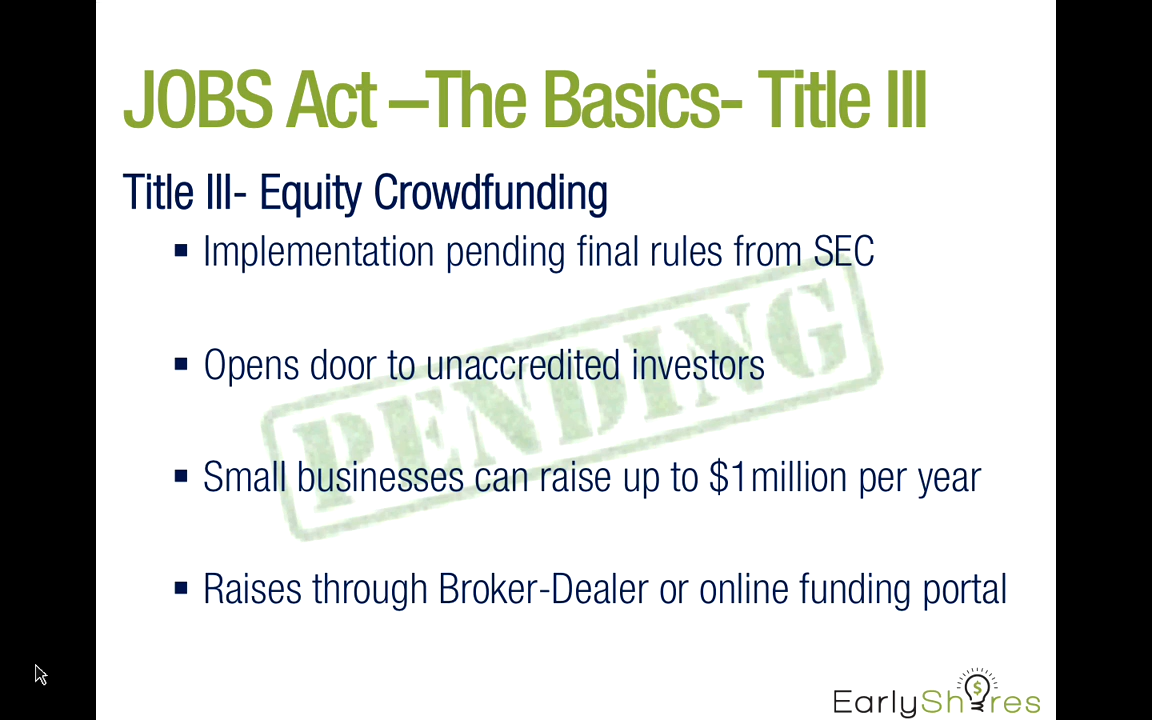 JOBS Act –The Basics- Title III
Title III- Equity Crowdfunding
▪ Implementation pending final rules from SEC
▪ Opens door to unaccredited investors
PENDING
▪ Small businesses can raise up to $1million per year
▪ Raises through Broker-Dealer or online funding portal
EarlyShares